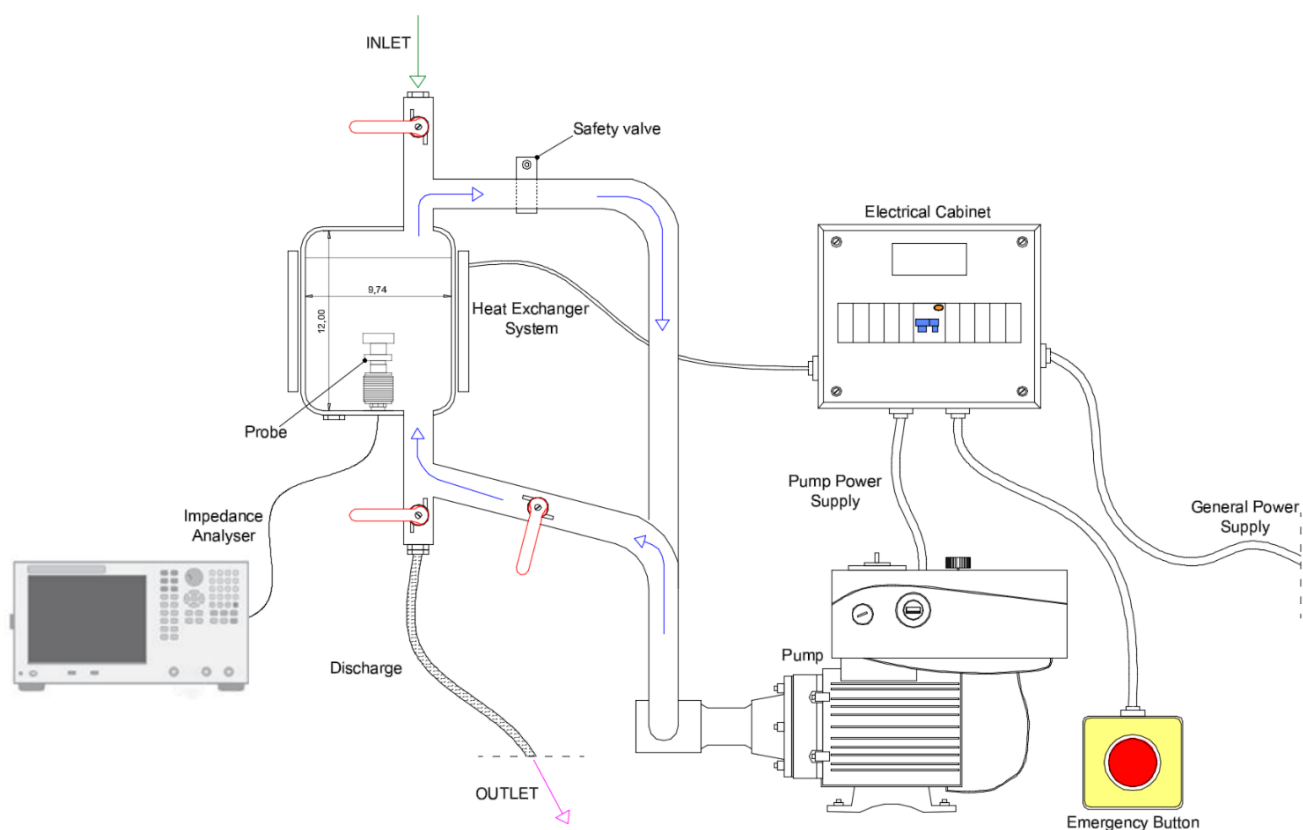 INLET
Safety valve
Electrical Cabinet
9,74
12,00
Heat Exchanger
System
Probe
Pump Power
Supply
General Power
Supply
Impedance
Analyser
Discharge
Pump
OUTLET
Emergency Button